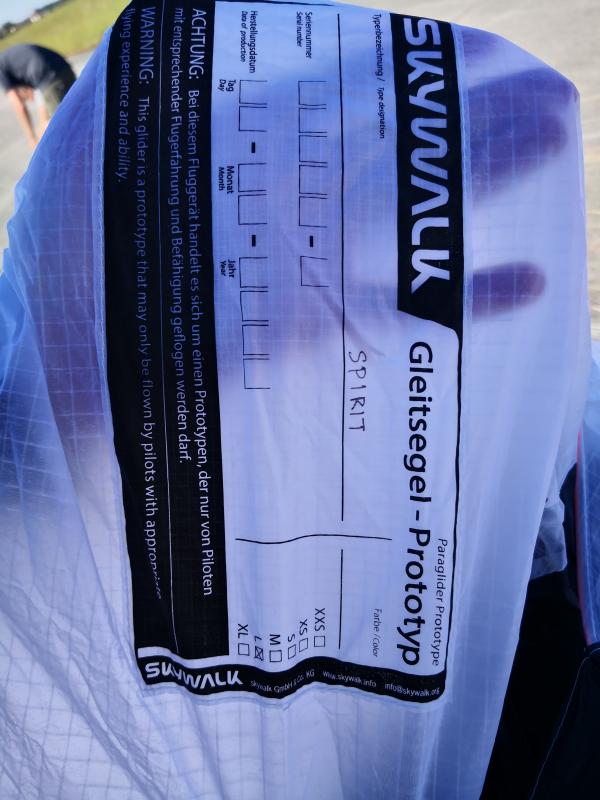 SKYWALK
Gleitsegel - Prototyp
Paraglider Prototype
Typenbezeichnung / Type designation
SPIRIT
Farbe / Color
Seriennummer
Serial number
Herstellungsdatum
Date of production
Tag
Day
Monat
Month
Jahr
Year
XXS
XS
S
M
L
XL
ACHTUNG: Bei diesem Fluggerät handelt es sich um einen Prototypen, der nur von Piloten
mit entsprechender Flugerfahrung und Befähigung geflogen werden darf.
WARNING: This glider is a prototype that may only be flown by pilots with appropriate
flying experience and ability.
SKYWALK skywalk GmbH & Co. KG www.skywalk.info info@skywalk.org